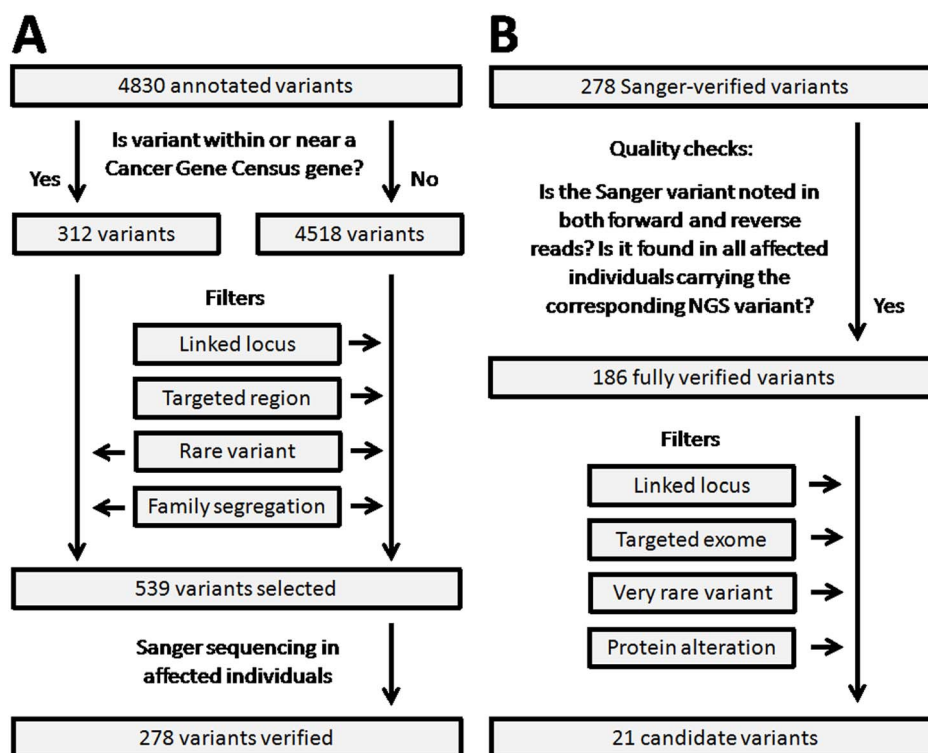 A
4830 annotated variants
Is variant within or near a
Cancer Gene Census gene?
Yes
No
312 variants
4518 variants
Filters
Linked locus
Targeted region
Rare variant
Family segregation
539 variants selected
Sanger sequencing in
affected individuals
278 variants verified
B
278 Sanger-verified variants
Quality checks:
Is the Sanger variant noted in
both forward and reverse
reads? Is it found in all affected
individuals carrying the
corresponding NGS variant?
Yes
186 fully verified variants
Filters
Linked locus
Targeted exome
Very rare variant
Protein alteration
21 candidate variants